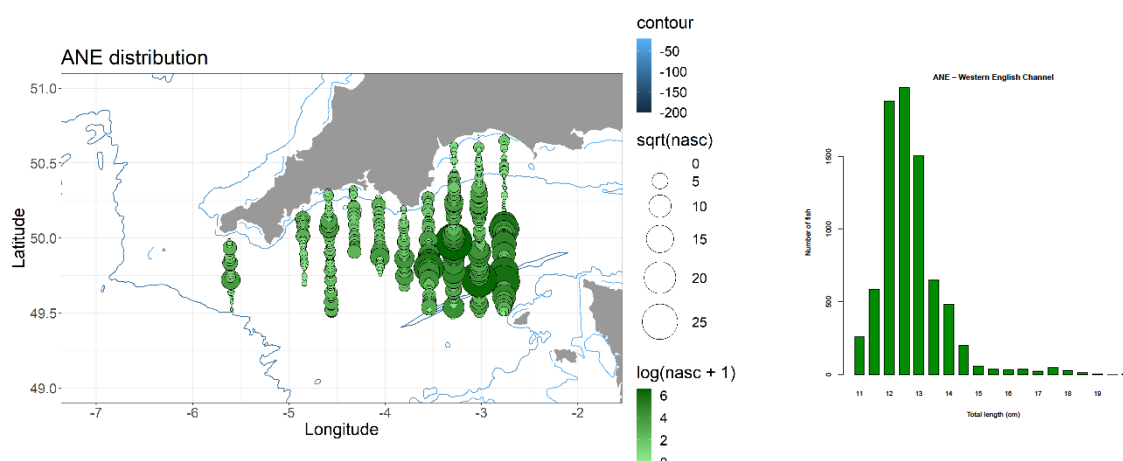 ANE distribution
51.0
50.5
50.0
49.5
49.0
Latitude
-7
-6
-5
-4
-3
-2
Longitude
contour
-50
-100
-150
-200
sqrt(nasc)
0
5
10
15
20
25
log(nasc + 1)
6
4
2
0
ANE – Western English Channel
Number of fish
1500
1000
500
0
11 12 13 14 15 16 17 18 19
Total length (cm)